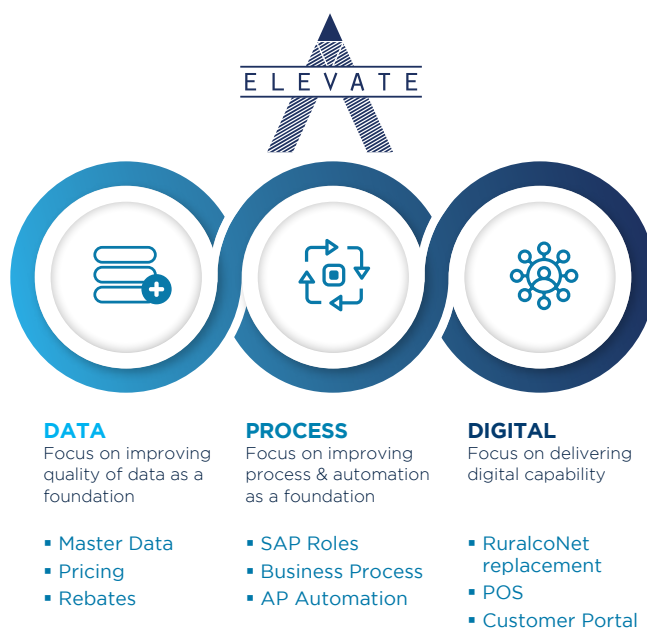 ELEVATE
DATA
Focus on improving
quality of data as a
foundation
▪ Master Data
▪ Pricing
▪ Rebates
PROCESS
Focus on improving
process & automation
as a foundation
▪ SAP Roles
▪ Business Process
▪ AP Automation
DIGITAL
Focus on delivering
digital capability
▪ RuralcoNet
replacement
▪ POS
▪ Customer Portal